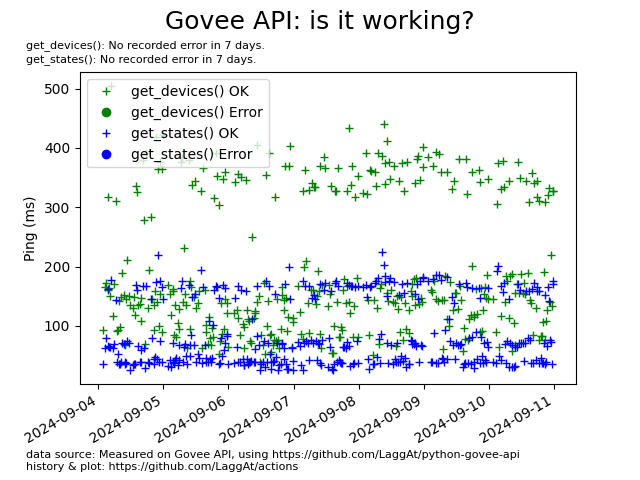 Govee API: is it working?
get_devices(): No recorded error in 7 days.
get_states(): No recorded error in 7 days.
get_devices() OK
get_devices() Error
get_states() OK
get_states() Error
Ping (ms)
500
400
300
200
100
2024-09-04
2024-09-05
2024-09-06
2024-09-07
2024-09-08
2024-09-09
2024-09-10
2024-09-11
data source: Measured on Govee API, using https://github.com/LaggAt/python-govee-api
history & plot: https://github.com/LaggAt/actions